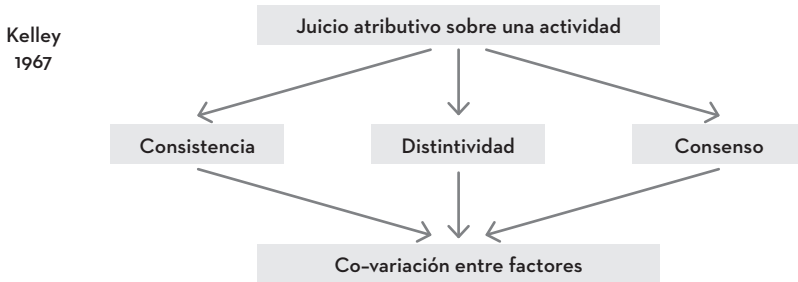 Kelley
1967
Juicio atributivo sobre una actividad
Consistencia
Distintividad
Consenso
Co-variación entre factores